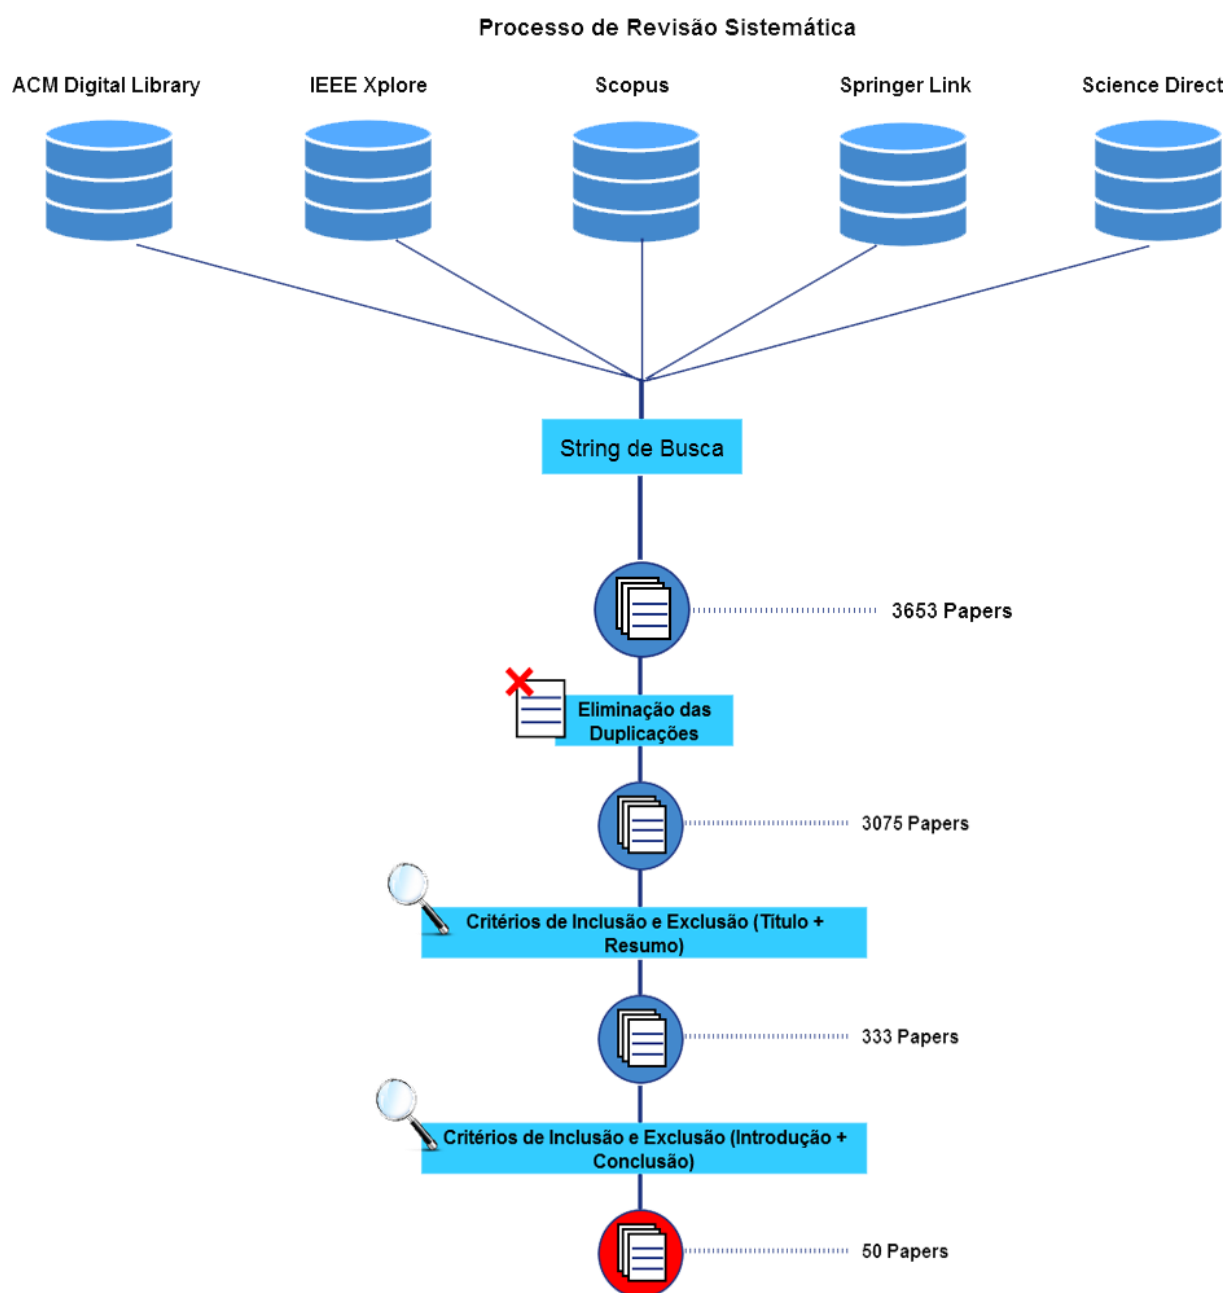 Processo de Revisão Sistemática
ACM Digital Library
IEEE Xplore
Scopus
Springer Link
Science Direct
String de Busca
3653 Papers
Eliminação das
Duplicações
3075 Papers
Critérios de Inclusão e Exclusão (Título +
Resumo)
333 Papers
Critérios de Inclusão e Exclusão (Introdução +
Conclusão)
50 Papers